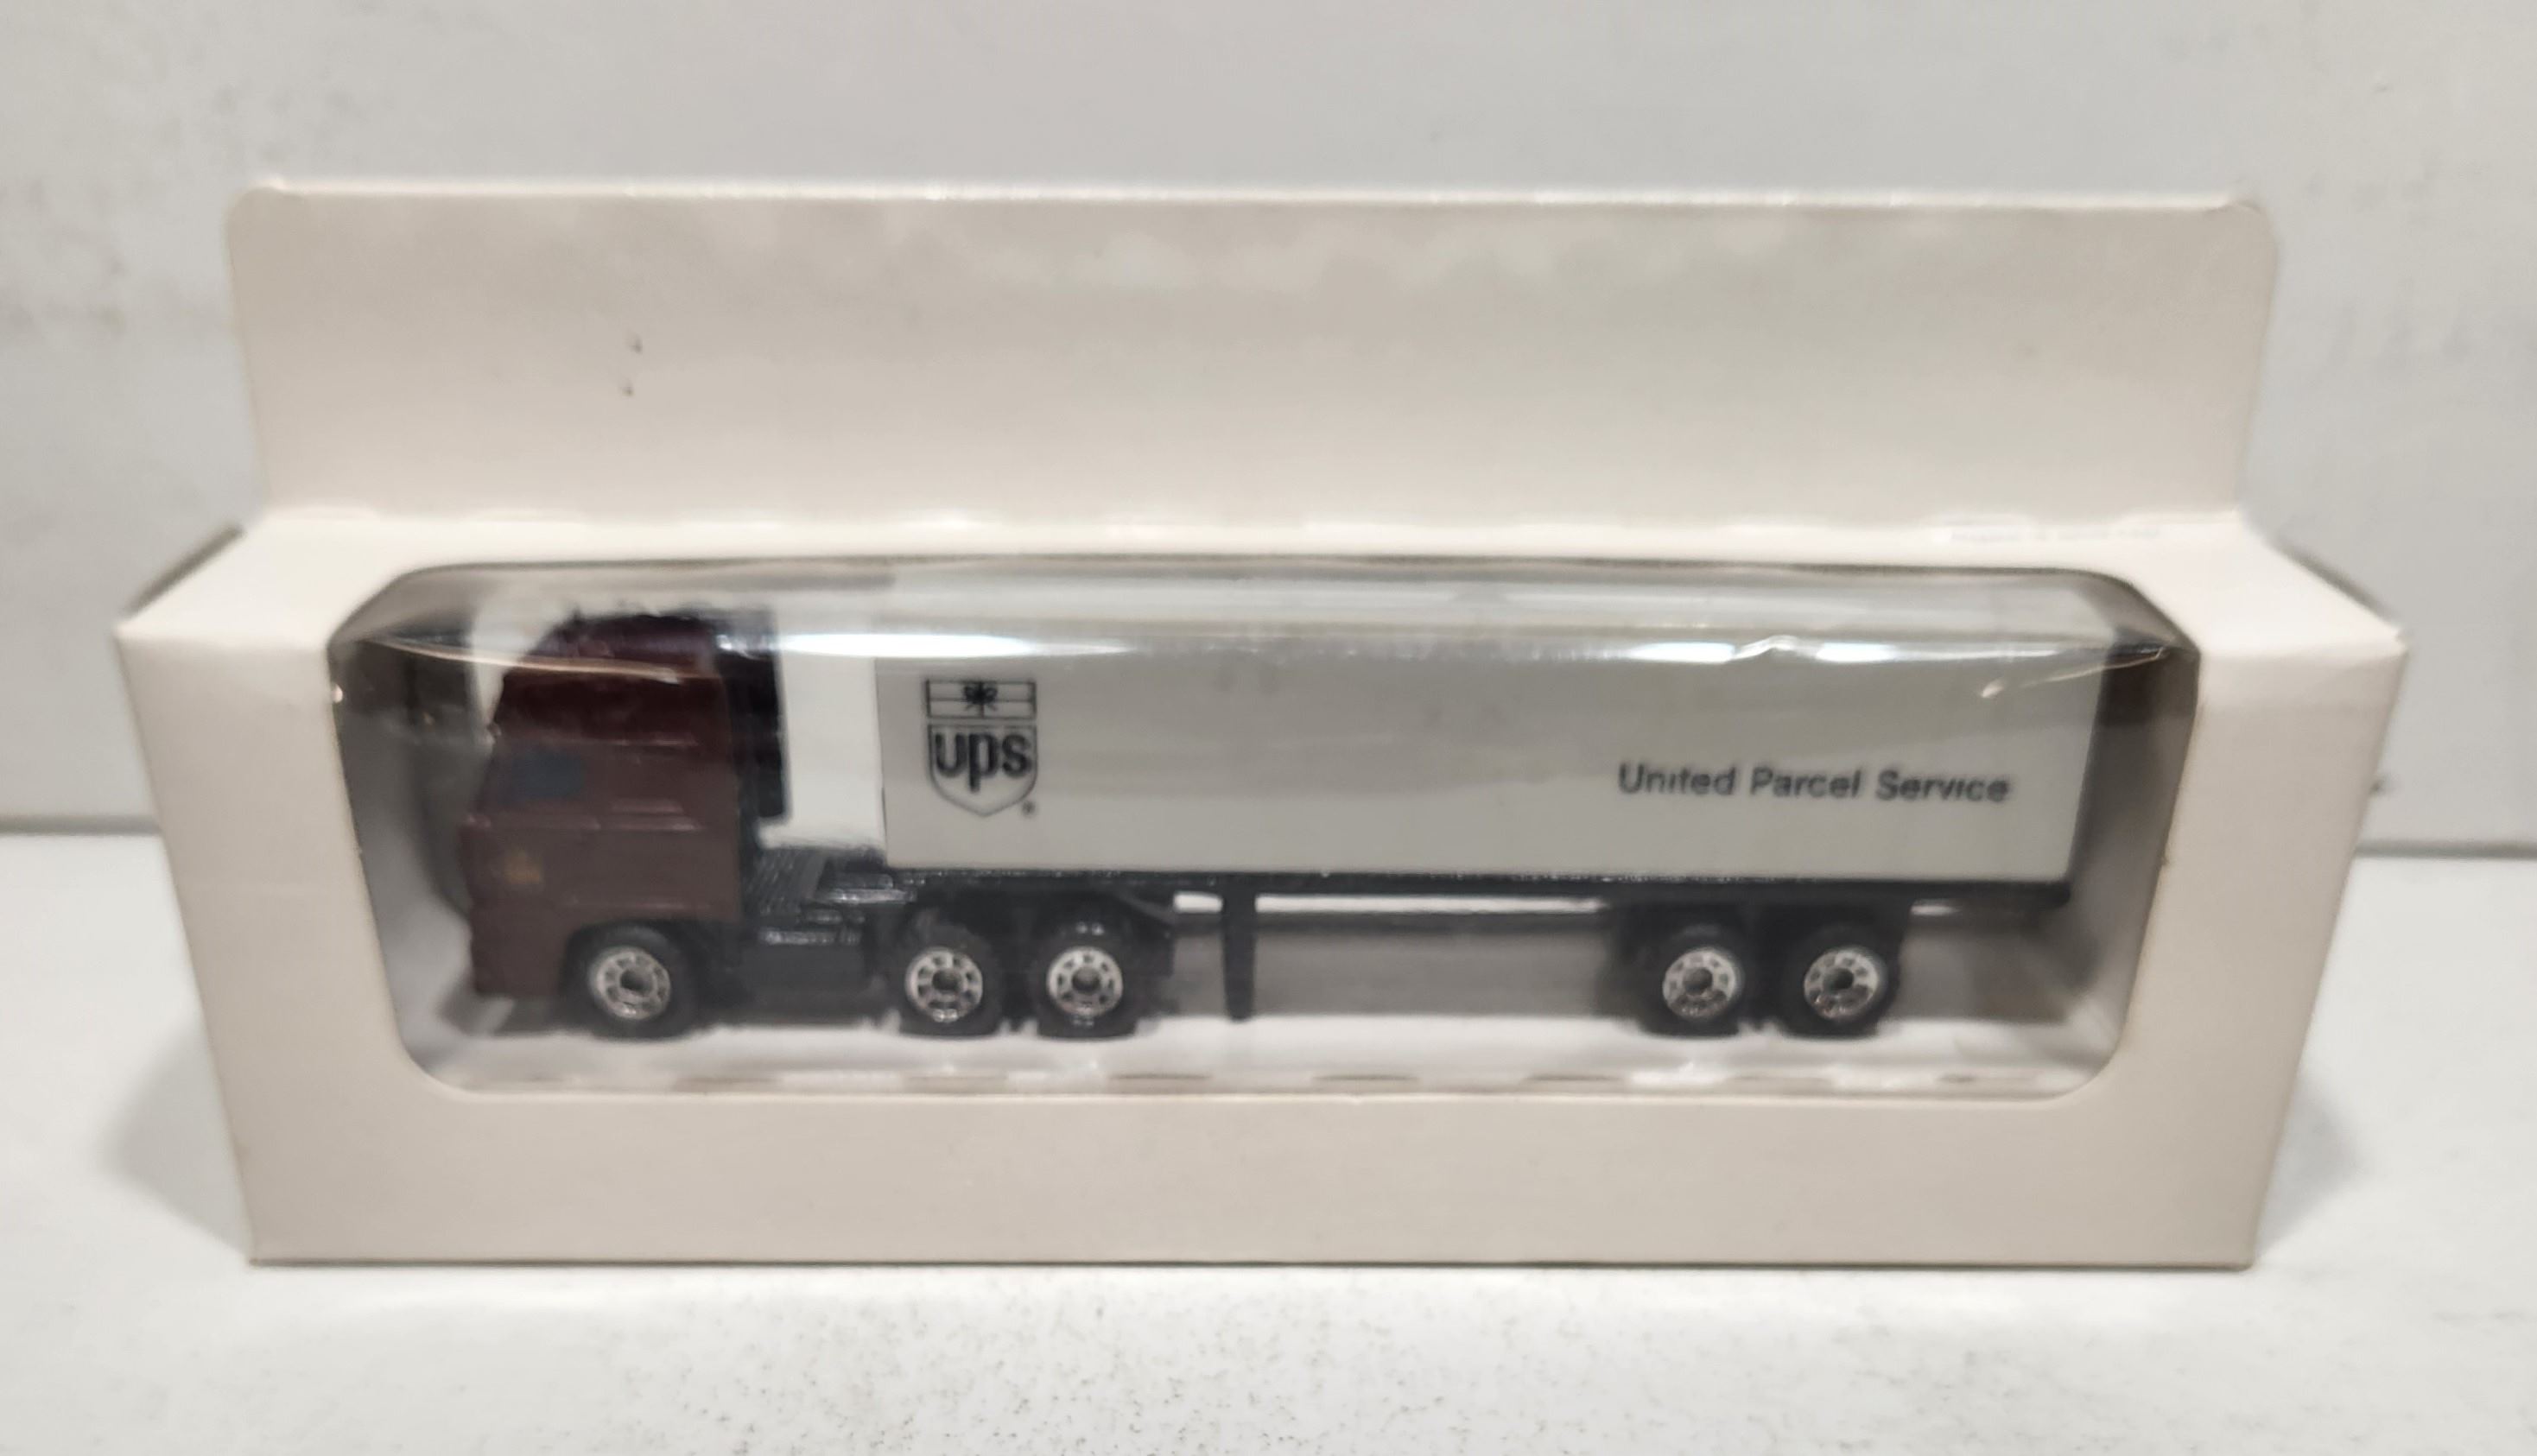 ups
United Parcel Service